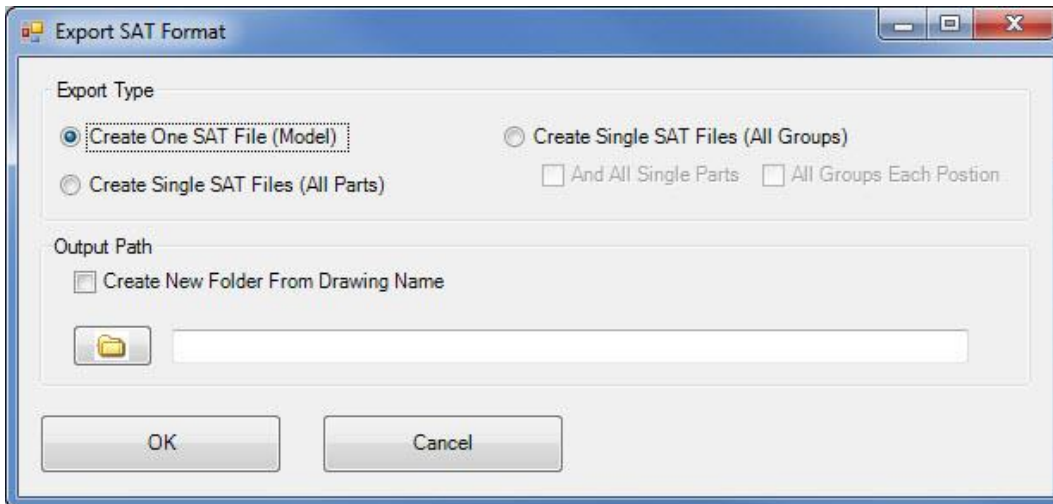 Export SAT Format
Export Type
Create One SAT File (Model)
Create Single SAT Files (All Groups)
And All Single Parts
All Groups Each Postion
Create Single SAT Files (All Parts)
Output Path
Create New Folder From Drawing Name
OK
Cancel